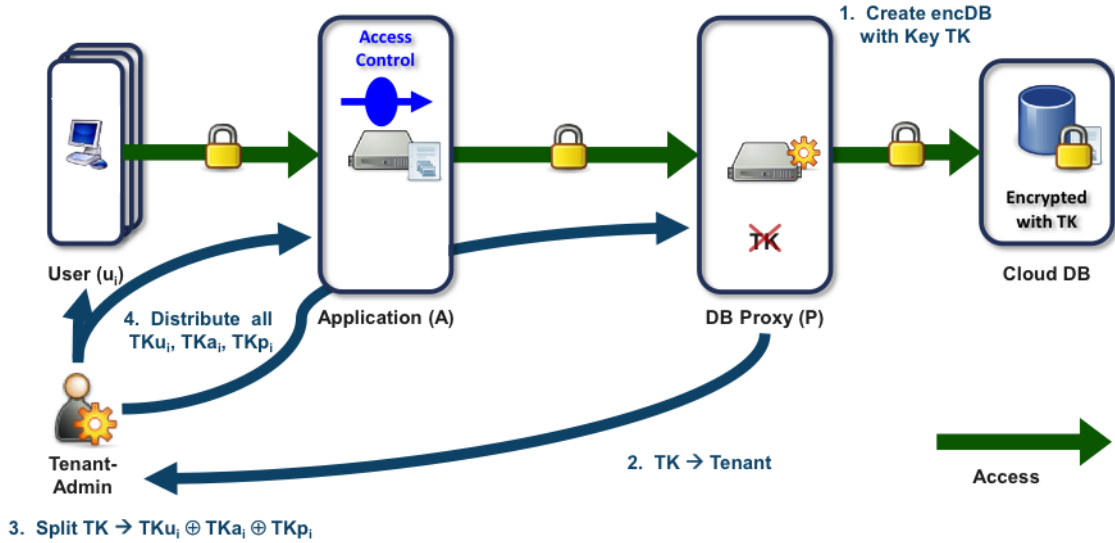 1. Create encDB
with Key TK
Access
Control
Encrypted
with TK
TK
User (uᵢ)
Application (A)
DB Proxy (P)
Cloud DB
4. Distribute all
TKuᵢ, TKaᵢ, TKpᵢ
Tenant-
Admin
2. TK → Tenant
Access
3. Split TK → TKuᵢ ⊕ TKaᵢ ⊕ TKpᵢ